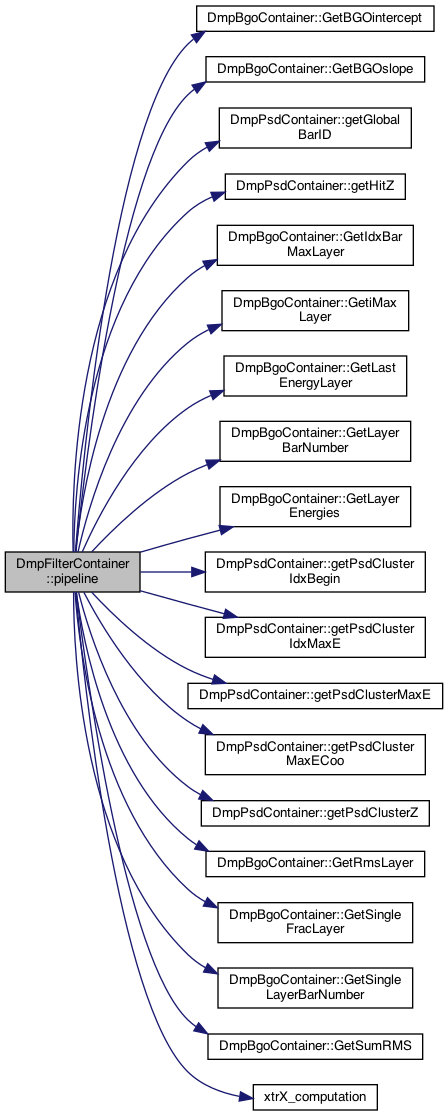 DmpBgoContainer::GetBGOintercept
DmpBgoContainer::GetBGOslope
DmpPsdContainer::getGlobal
BarID
DmpPsdContainer::getHitZ
DmpBgoContainer::GetIdxBar
MaxLayer
DmpBgoContainer::GetiMax
Layer
DmpBgoContainer::GetLast
EnergyLayer
DmpBgoContainer::GetLayer
BarNumber
DmpBgoContainer::GetLayer
Energies
DmpFilterContainer
::pipeline
DmpPsdContainer::getPsdCluster
IdxBegin
DmpPsdContainer::getPsdCluster
IdxMaxE
DmpPsdContainer::getPsdClusterMaxE
DmpPsdContainer::getPsdCluster
MaxECoo
DmpPsdContainer::getPsdClusterZ
DmpBgoContainer::GetRmsLayer
DmpBgoContainer::GetSingle
FracLayer
DmpBgoContainer::GetSingle
LayerBarNumber
DmpBgoContainer::GetSumRMS
xtrX_computation